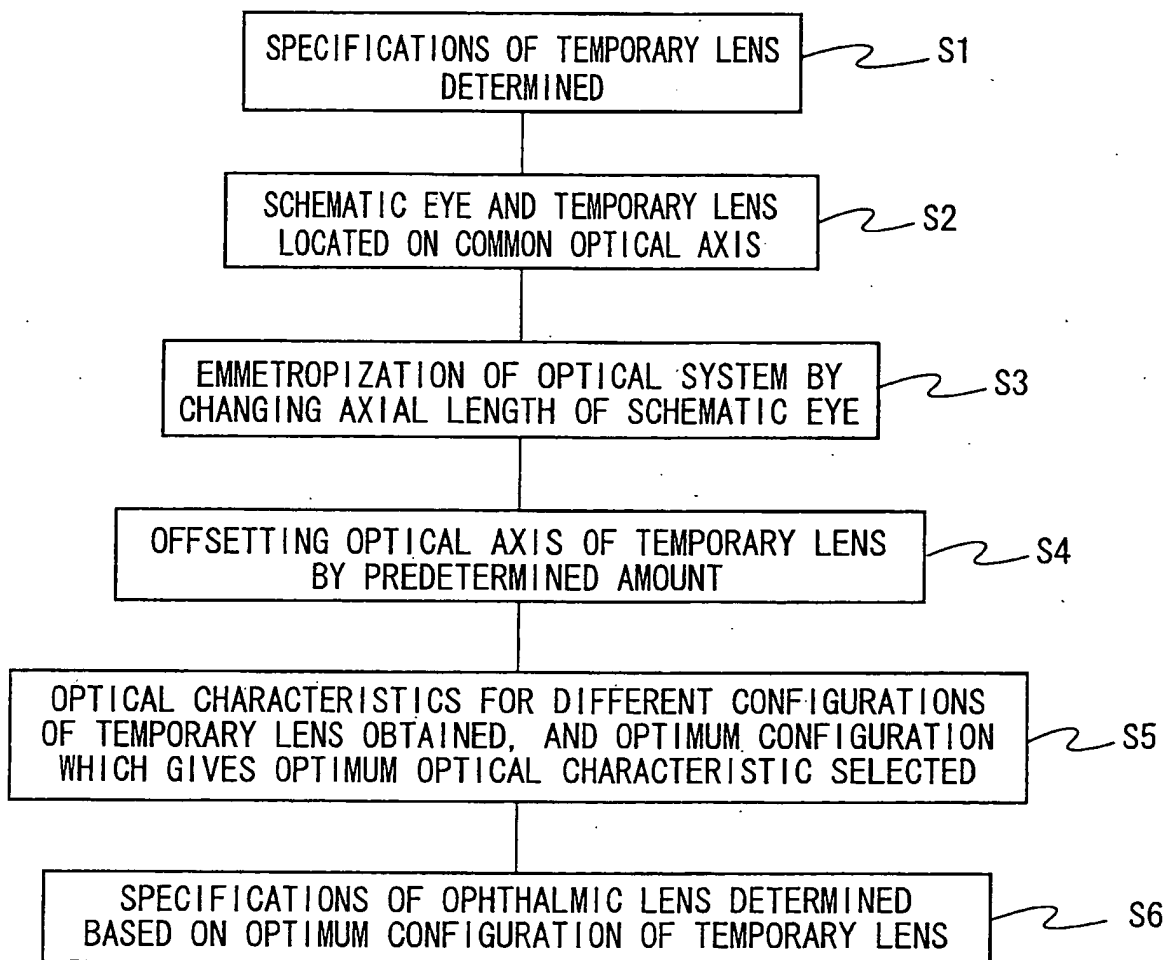 SPECIFICATIONS OF TEMPORARY LENS
DETERMINED
S1
SCHEMATIC EYE AND TEMPORARY LENS
LOCATED ON COMMON OPTICAL AXIS
S2
EMMETROPIZATION OF OPTICAL SYSTEM BY
CHANGING AXIAL LENGTH OF SCHEMATIC EYE
S3
OFFSETTING OPTICAL AXIS OF TEMPORARY LENS
BY PREDETERMINED AMOUNT
S4
OPTICAL CHARACTERISTICS FOR DIFFERENT CONFIGURATIONS
OF TEMPORARY LENS OBTAINED, AND OPTIMUM CONFIGURATION
WHICH GIVES OPTIMUM OPTICAL CHARACTERISTIC SELECTED
S5
SPECIFICATIONS OF OPHTHALMIC LENS DETERMINED
BASED ON OPTIMUM CONFIGURATION OF TEMPORARY LENS
S6